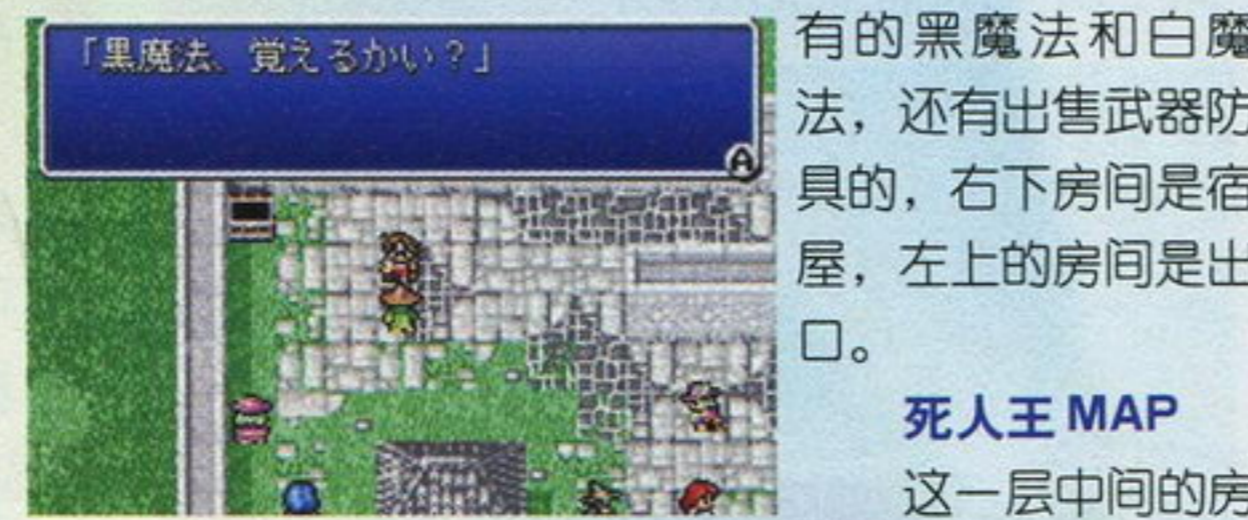 「黒魔法、覚えるかい？」
A
有的黑魔法和白魔
法，还有出售武器防
具的，右下房间是宿
屋，左上的房间是出
口。
死人王 MAP
这一层中间的房